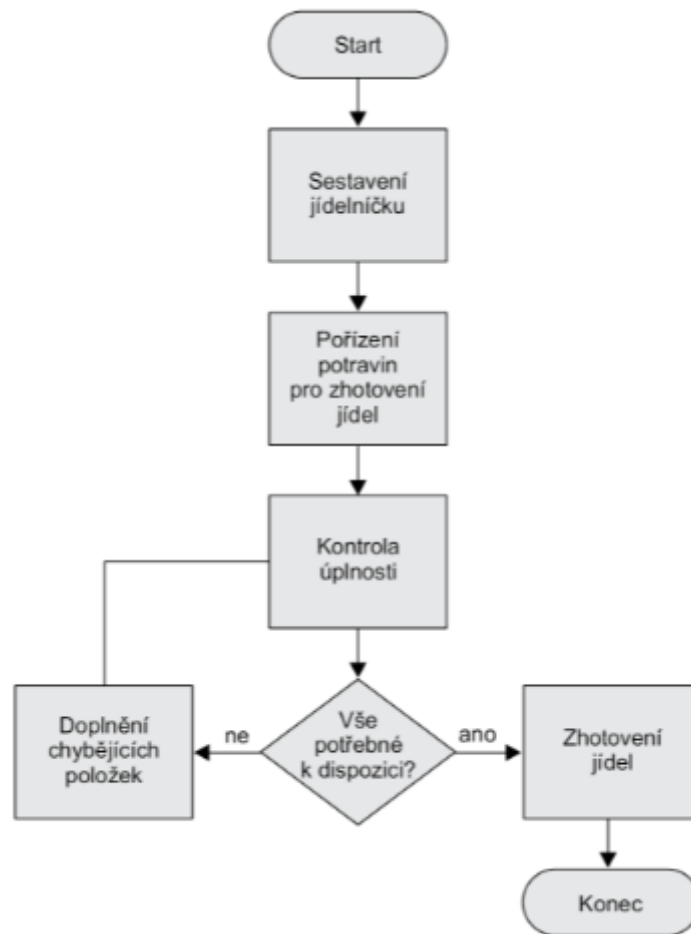 Start
Sestavení
jídelníčku
Pořízení
potravin
pro zhotovení
jídel
Kontrola
úplnosti
Vše
potřebné
k dispozici?
ne
ano
Doplnění
chybějících
položek
Zhotovení
jídel
Konec